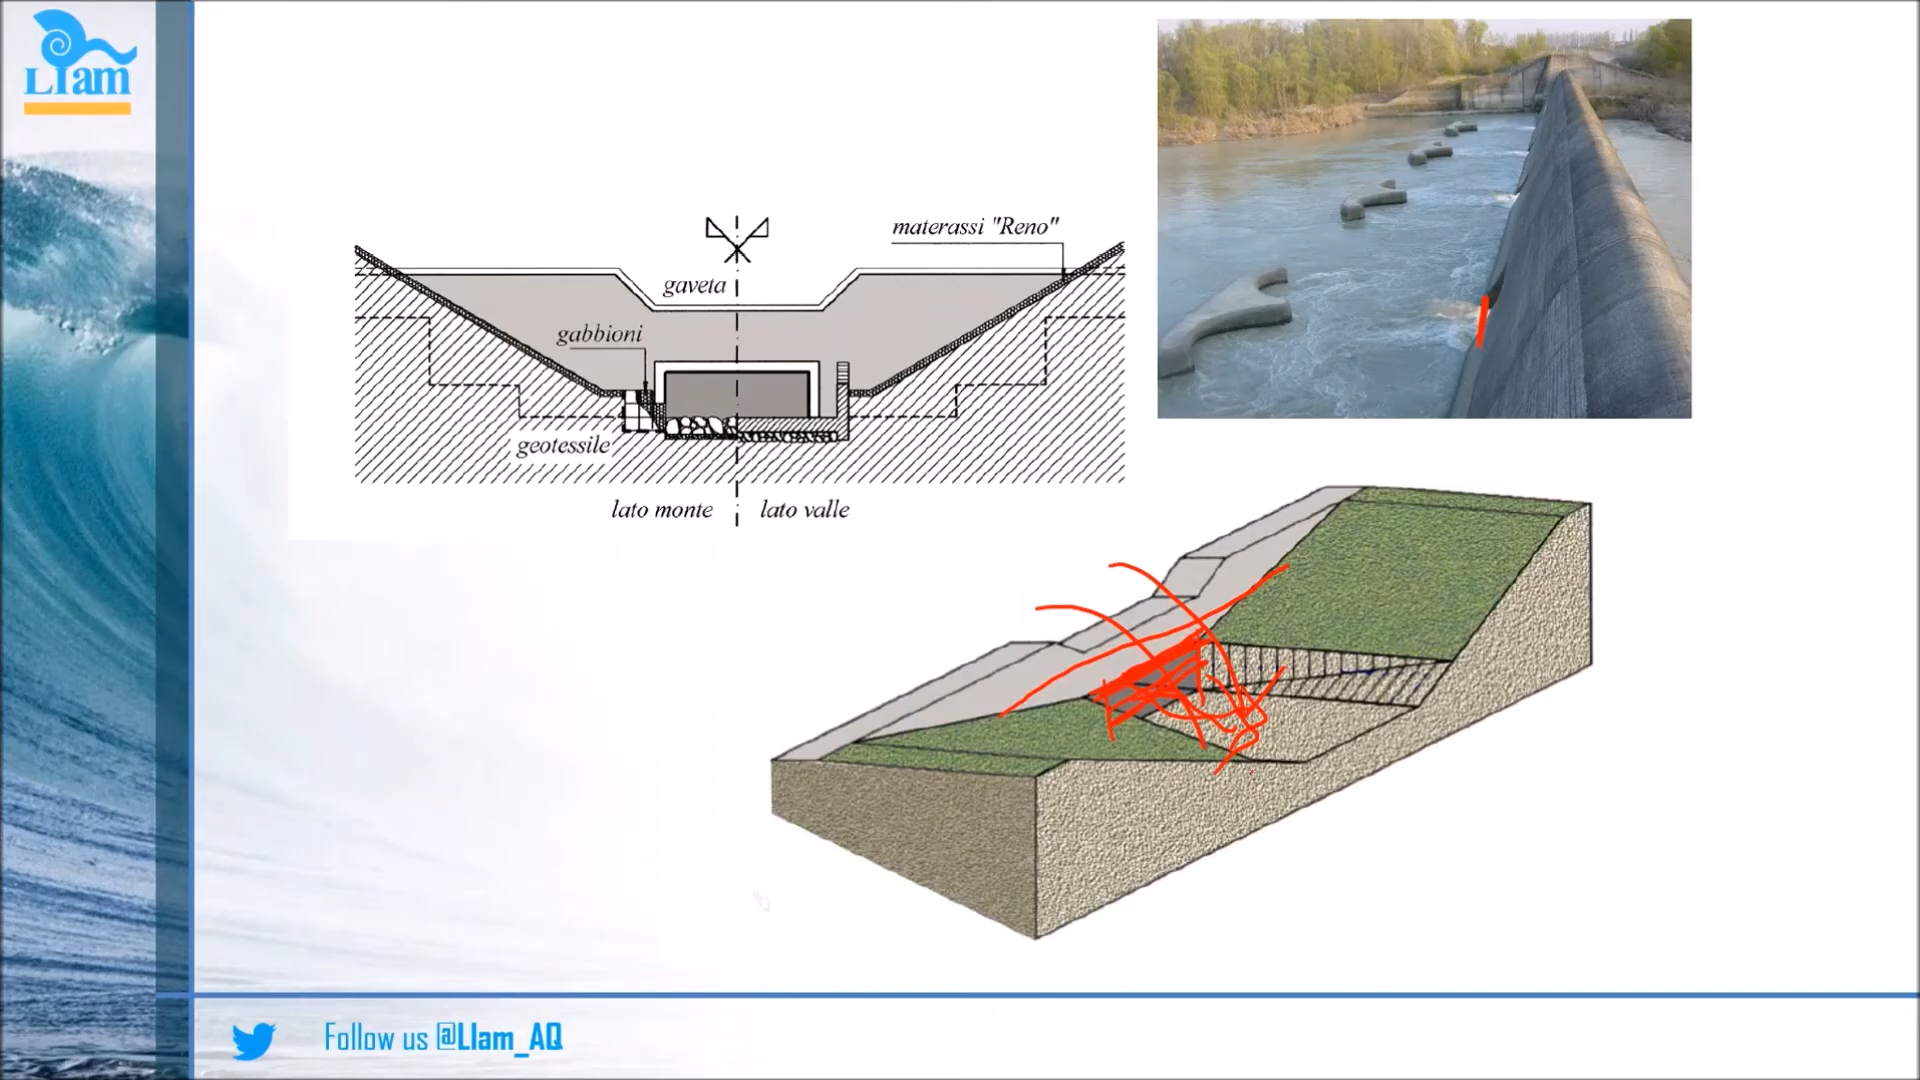 LIam
materassi "Reno"
gaveta
gabbioni
geotessile
lato monte
lato valle
Follow us @LIam_AQ